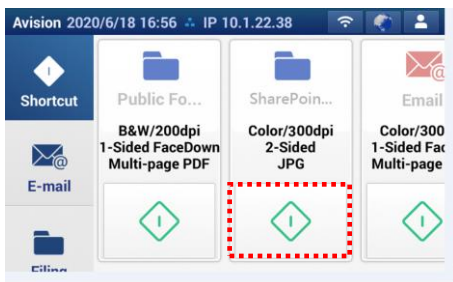 Avision 2020/6/18 16:56 IP 10.1.22.38
Shortcut
E-mail
Filing
Public Fo...
B&W/200dpi
1-Sided FaceDown
Multi-page PDF
SharePoin...
Color/300dpi
2-Sided
JPG
Email
Color/300
1-Sided Fac
Multi-page